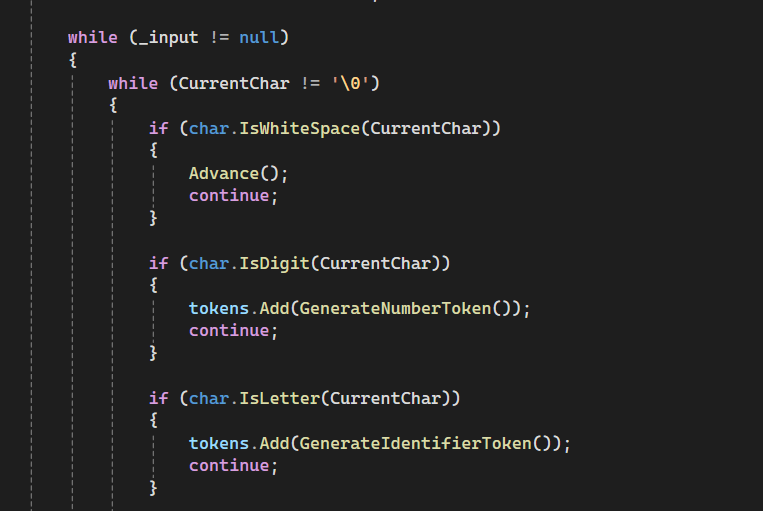 while (_input != null)
{
while (CurrentChar != '\0')
{
if (char.IsWhiteSpace(CurrentChar))
{
Advance();
continue;
}
if (char.IsDigit(CurrentChar))
{
tokens.Add(GenerateNumberToken());
continue;
}
if (char.IsLetter(CurrentChar))
{
tokens.Add(GenerateIdentifierToken());
continue;
}